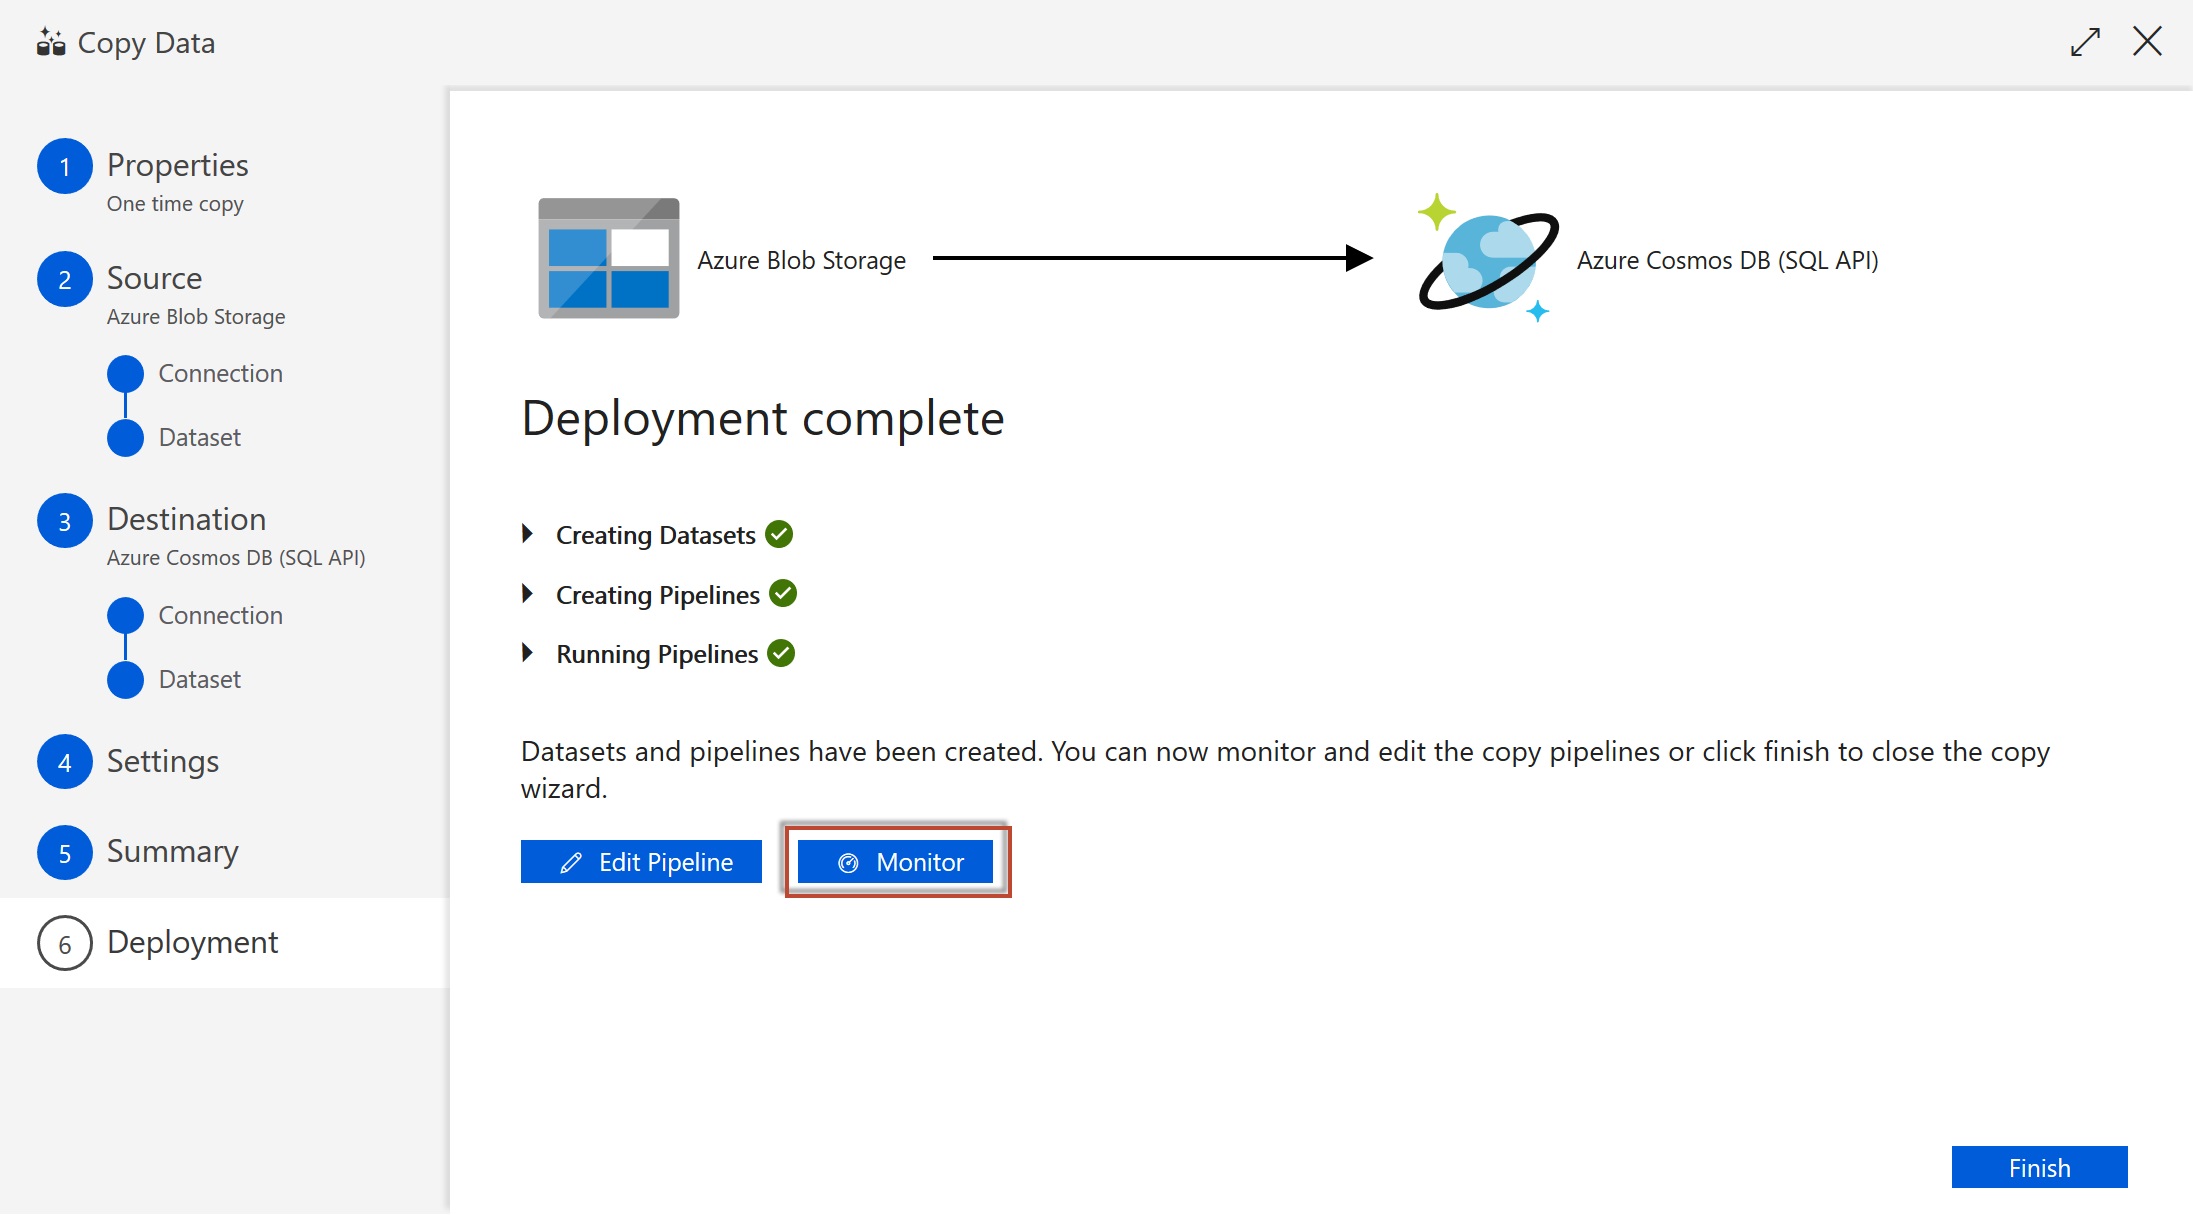 Copy Data
1 Properties
One time copy
2 Source
Azure Blob Storage
Connection
Dataset
3 Destination
Azure Cosmos DB (SQL API)
Connection
Dataset
4 Settings
5 Summary
6 Deployment
Azure Blob Storage
Azure Cosmos DB (SQL API)
Deployment complete
Creating Datasets
Creating Pipelines
Running Pipelines
Datasets and pipelines have been created. You can now monitor and edit the copy pipelines or click finish to close the copy
wizard.
Edit Pipeline
Monitor
Finish